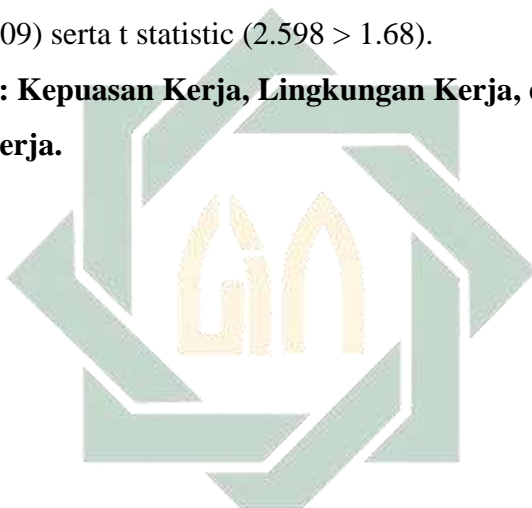 09) serta t statistic (2.598 > 1.68).
: Kepuasan Kerja, Lingkungan Kerja,
erja.